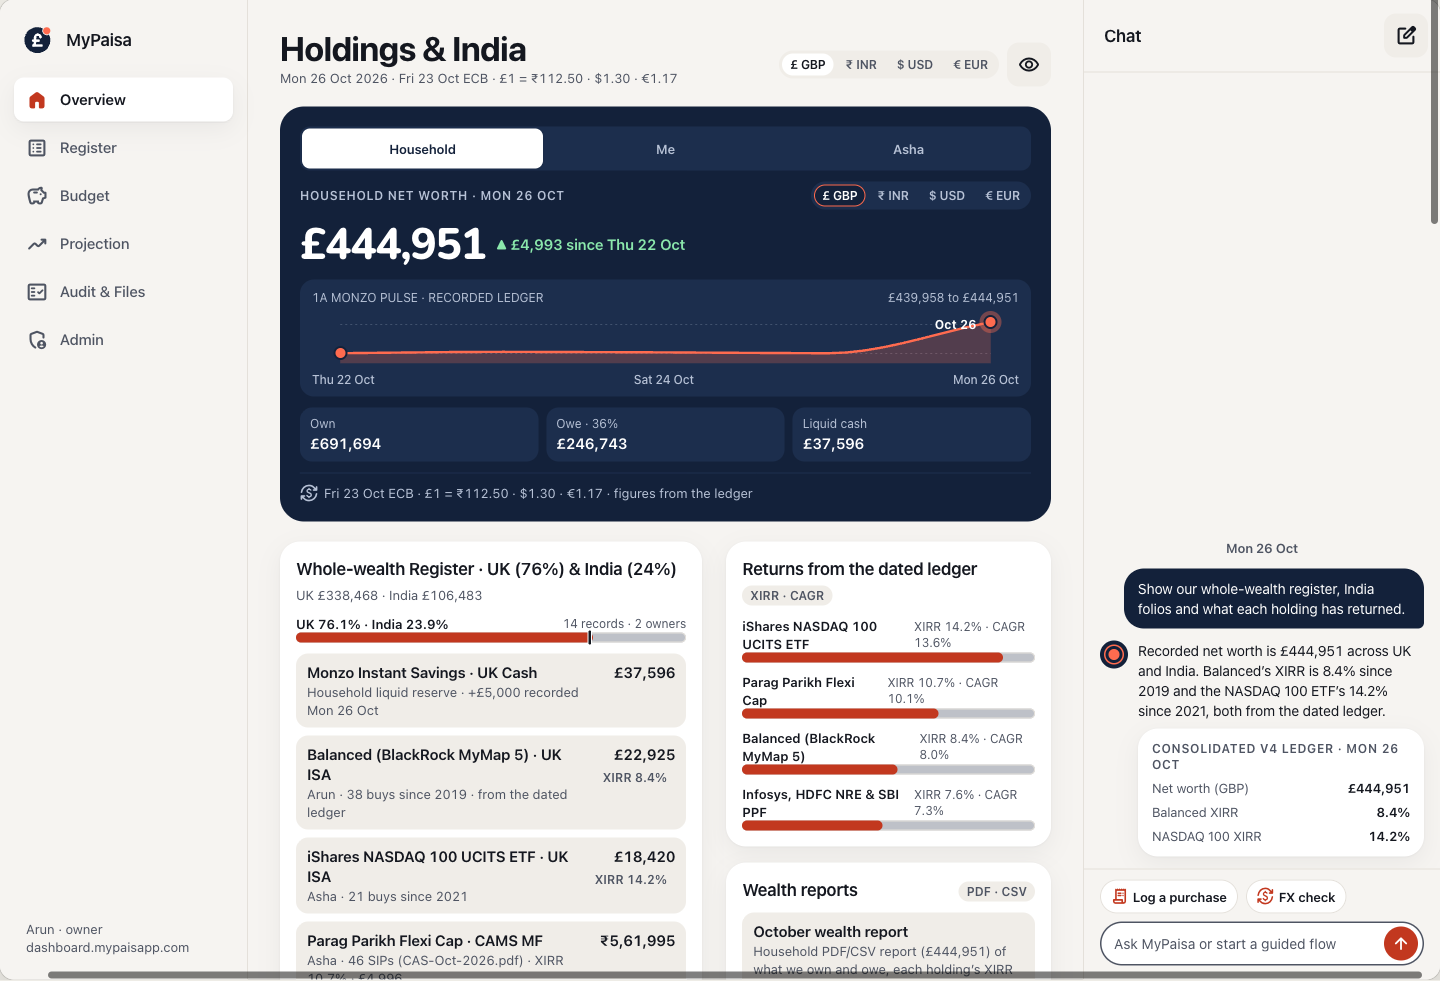 MyPaisa
Overview
Register
Budget
Projection
Audit & Files
Admin
Arun · owner
dashboard.mypaisapp.com
Holdings & India
Mon 26 Oct 2026 · Fri 23 Oct ECB · £1 = ₹112.50 · $1.30 · €1.17
£ GBP ₹ INR $ USD € EUR
Household Me Asha
HOUSEHOLD NET WORTH · MON 26 OCT
£ GBP ₹ INR $ USD € EUR
£444,951 ▲ £4,993 since Thu 22 Oct
1A MONZO PULSE · RECORDED LEDGER £439,958 to £444,951
Oct 26
Thu 22 Oct Sat 24 Oct Mon 26 Oct
Own
£691,694
Owe · 36%
£246,743
Liquid cash
£37,596
Fri 23 Oct ECB · £1 = ₹112.50 · $1.30 · €1.17 · figures from the ledger
Whole-wealth Register · UK (76%) & India (24%)
UK £338,468 · India £106,483
UK 76.1% · India 23.9% 14 records · 2 owners
Monzo Instant Savings · UK Cash £37,596
Household liquid reserve · +£5,000 recorded
Mon 26 Oct
Balanced (BlackRock MyMap 5) · UK £22,925
ISA XIRR 8.4%
Arun · 38 buys since 2019 · from the dated
ledger
iShares NASDAQ 100 UCITS ETF · UK £18,420
ISA XIRR 14.2%
Asha · 21 buys since 2021
Parag Parikh Flexi Cap · CAMS MF ₹5,61,995
Asha · 46 SIPs (CAS-Oct-2026.pdf) · XIRR
10.7% · £4,996
Returns from the dated ledger
XIRR · CAGR
iShares NASDAQ 100 XIRR 14.2% · CAGR
UCITS ETF 13.6%
Parag Parikh Flexi XIRR 10.7% · CAGR
Cap 10.1%
Balanced (BlackRock XIRR 8.4% · CAGR
MyMap 5) 8.0%
Infosys, HDFC NRE & SBI XIRR 7.6% · CAGR
PPF 7.3%
Wealth reports PDF · CSV
October wealth report
Household PDF/CSV report (£444,951) of
what we own and owe, each holding's XIRR
Chat
Mon 26 Oct
Show our whole-wealth register, India
folios and what each holding has returned.
Recorded net worth is £444,951 across UK
and India. Balanced's XIRR is 8.4% since
2019 and the NASDAQ 100 ETF's 14.2%
since 2021, both from the dated ledger.
CONSOLIDATED V4 LEDGER · MON 26
OCT
Net worth (GBP) £444,951
Balanced XIRR 8.4%
NASDAQ 100 XIRR 14.2%
Log a purchase FX check
Ask MyPaisa or start a guided flow